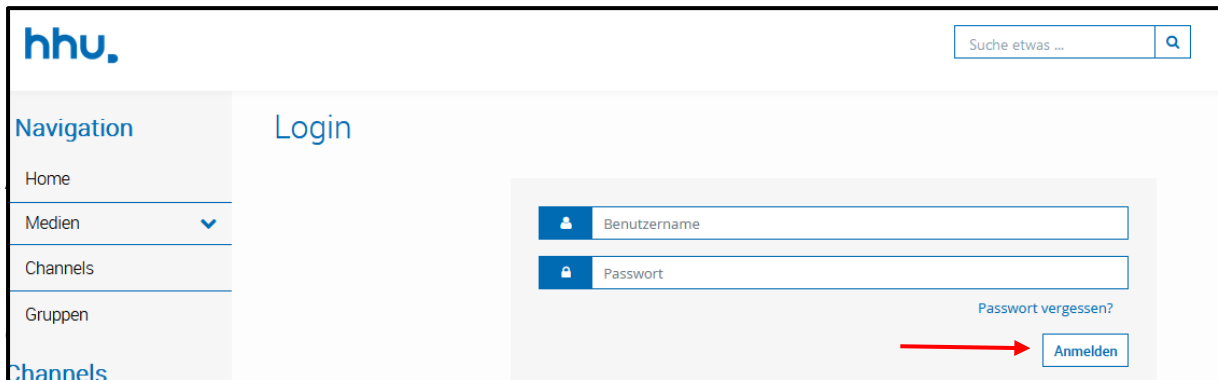 hhu.
Suche etwas ...
Navigation
Home
Medien
Channels
Gruppen
Channels
Login
Benutzername
Passwort
Passwort vergessen?
Anmelden